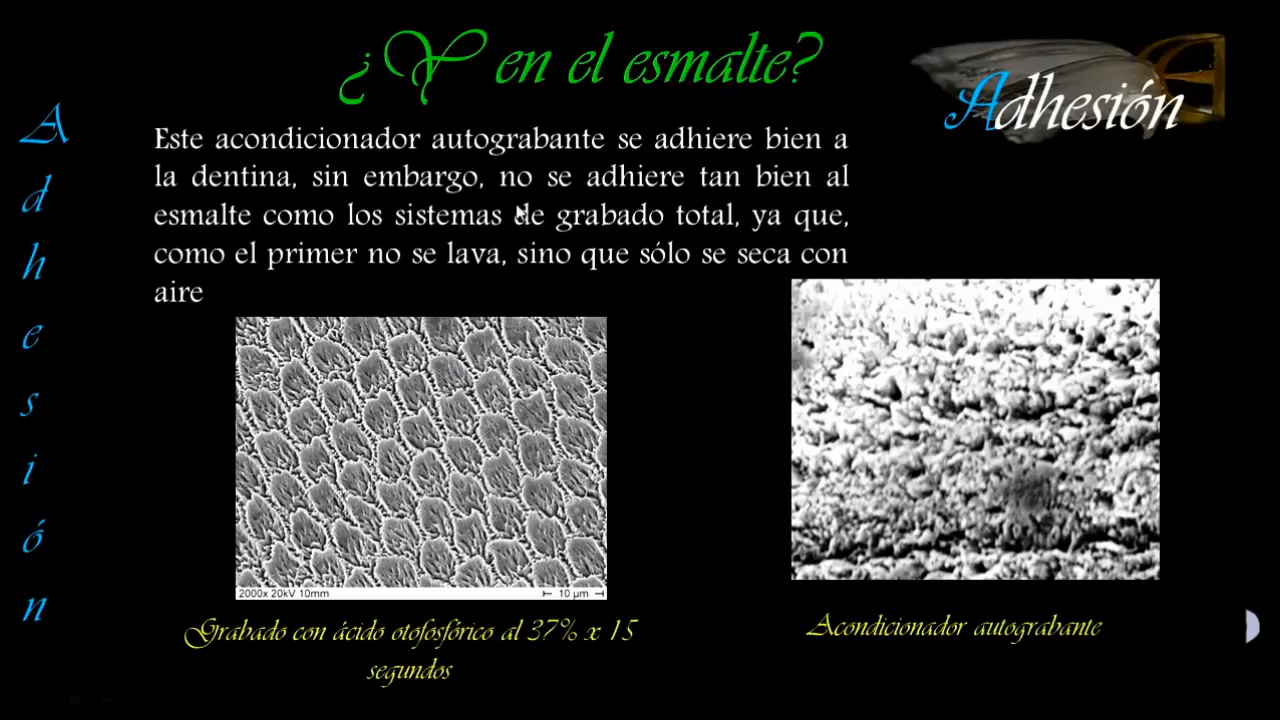 ¿Y en el esmalte?
Adhesión
Adhesión
Este acondicionador autograbante se adhiere bien a
la dentina, sin embargo, no se adhiere tan bien al
esmalte como los sistemas de grabado total, ya que,
como el primer no se lava, sino que sólo se seca con
aire
2000x 20kV 10mm
10 µm
Grabado con ácido otofosfórico al 37% x 15
segundos
Acondicionador autograbante